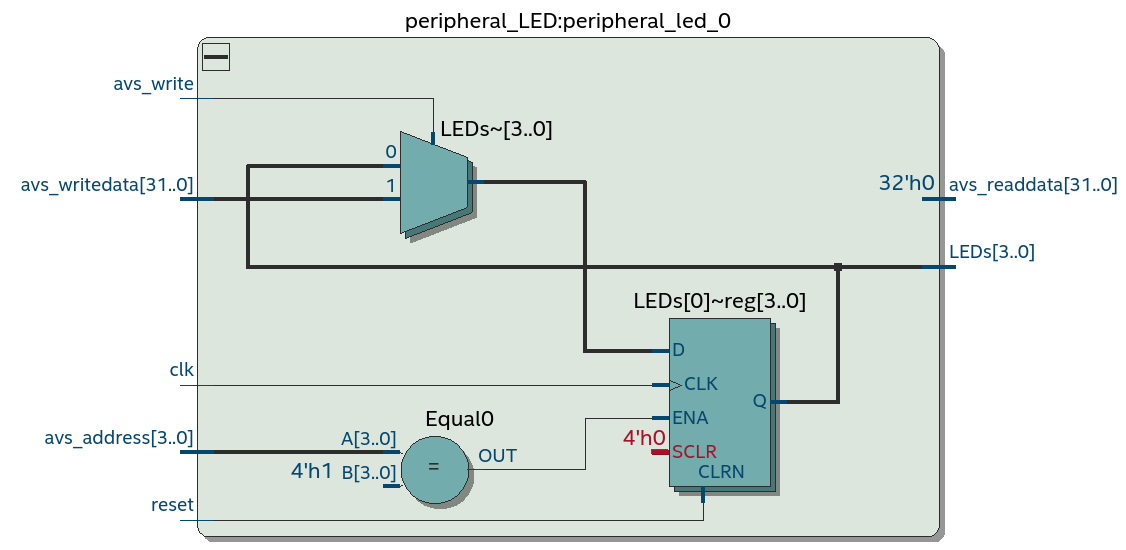 peripheral_LED:peripheral_led_0
avs_write
LEDs~[3..0]
0
avs_writedata[31..0]
1
32'h0
avs_readdata[31..0]
LEDs[3..0]
LEDs[0]~reg[3..0]
D
clk
CLK
Q
Equal0
ENA
avs_address[3..0]
A[3..0]
4'h0
SCLR
=
OUT
4'h1
B[3..0]
CLRN
reset